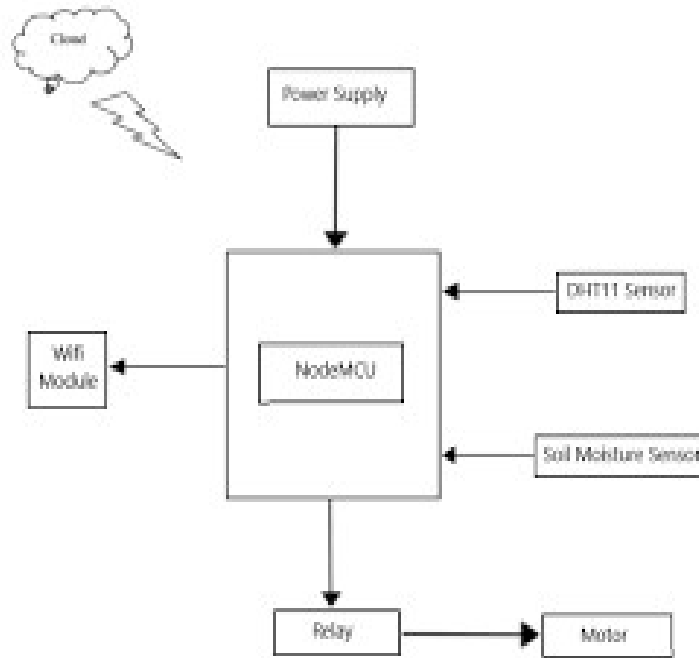 Cloud
Power Supply
DHT11 Sensor
Wifi
Module
NodeMCU
Soil Moisture Sensor
Relay
Motor